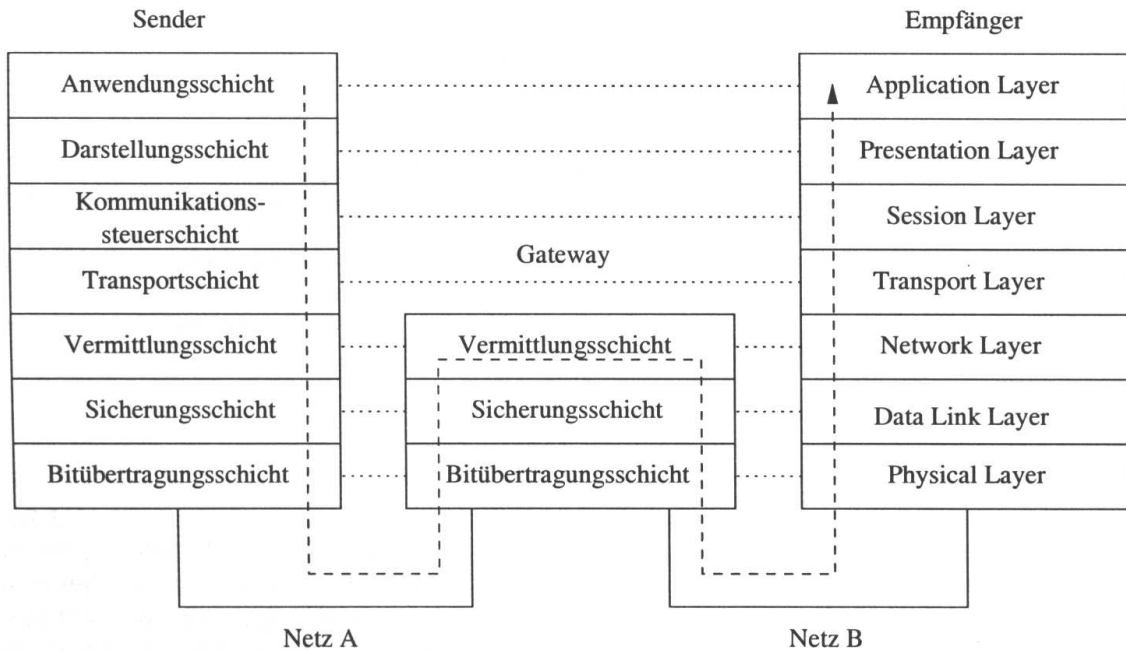 Sender
Empfänger
Anwendungsschicht
Application Layer
Darstellungsschicht
Presentation Layer
Kommunikations-
steuerschicht
Session Layer
Gateway
Transportschicht
Transport Layer
Vermittlungsschicht
Vermittlungsschicht
Network Layer
Sicherungsschicht
Sicherungsschicht
Data Link Layer
Bitübertragungsschicht
Bitübertragungsschicht
Physical Layer
Netz A
Netz B